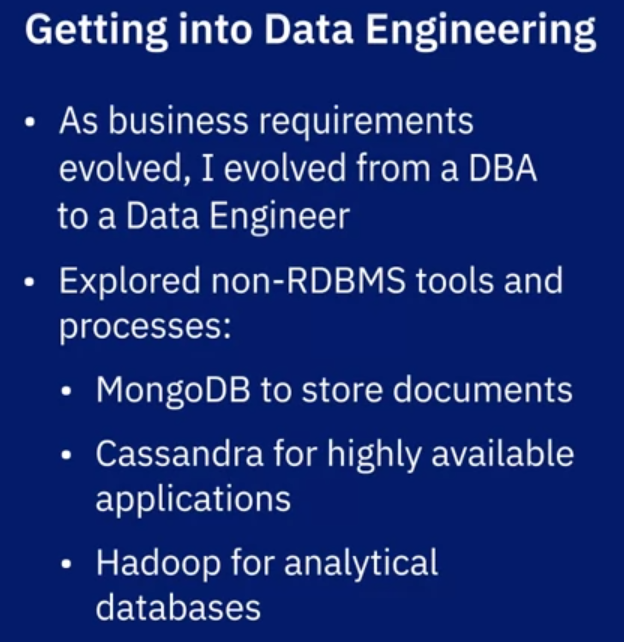 Getting into Data Engineering
• As business requirements
evolved, I evolved from a DBA
to a Data Engineer
• Explored non-RDBMS tools and
processes:
• MongoDB to store documents
• Cassandra for highly available
applications
• Hadoop for analytical
databases